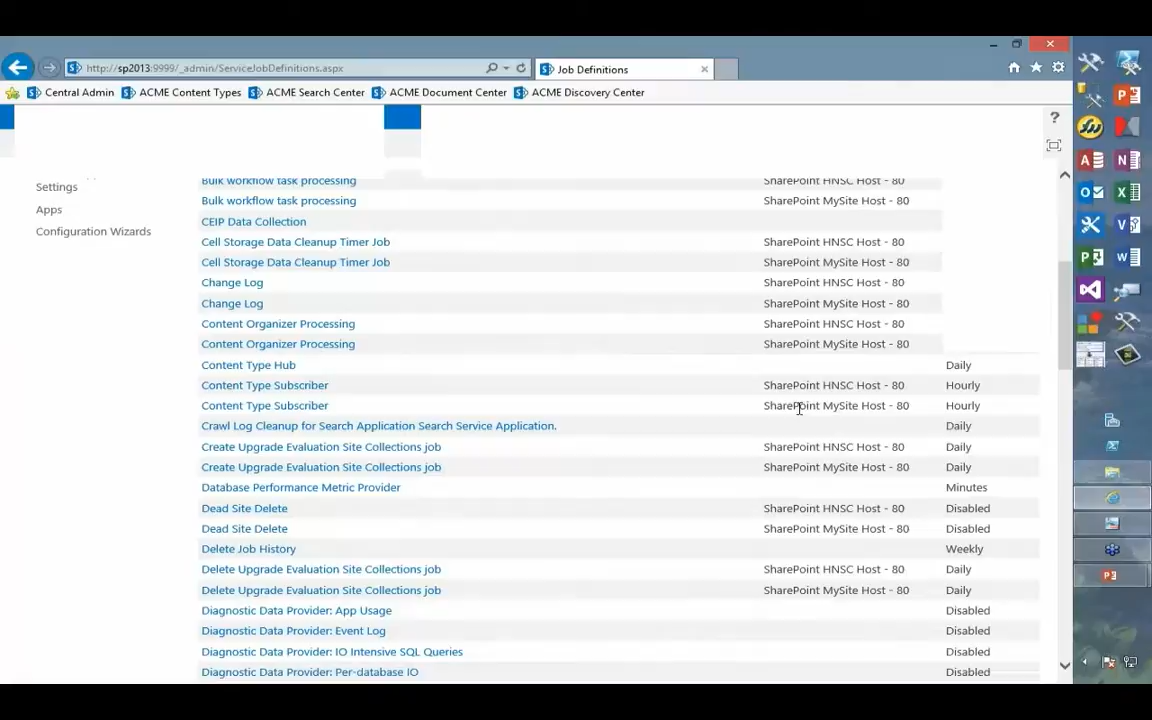 http://sp2013:9999/_admin/ServiceJobDefinitions.aspx
Job Definitions
Central Admin ACME Content Types ACME Search Center ACME Document Center ACME Discovery Center
?
Settings
Apps
Configuration Wizards
Bulk workflow task processing SharePoint HNSC Host - 80
Bulk workflow task processing SharePoint MySite Host - 80
CEIP Data Collection
Cell Storage Data Cleanup Timer Job SharePoint HNSC Host - 80
Cell Storage Data Cleanup Timer Job SharePoint MySite Host - 80
Change Log SharePoint HNSC Host - 80
Change Log SharePoint MySite Host - 80
Content Organizer Processing SharePoint HNSC Host - 80
Content Organizer Processing SharePoint MySite Host - 80
Content Type Hub Daily
Content Type Subscriber SharePoint HNSC Host - 80 Hourly
Content Type Subscriber SharePoint MySite Host - 80 Hourly
Crawl Log Cleanup for Search Application Search Service Application. Daily
Create Upgrade Evaluation Site Collections job SharePoint HNSC Host - 80 Daily
Create Upgrade Evaluation Site Collections job SharePoint MySite Host - 80 Daily
Database Performance Metric Provider Minutes
Dead Site Delete SharePoint HNSC Host - 80 Disabled
Dead Site Delete SharePoint MySite Host - 80 Disabled
Delete Job History Weekly
Delete Upgrade Evaluation Site Collections job SharePoint HNSC Host - 80 Daily
Delete Upgrade Evaluation Site Collections job SharePoint MySite Host - 80 Daily
Diagnostic Data Provider: App Usage Disabled
Diagnostic Data Provider: Event Log Disabled
Diagnostic Data Provider: IO Intensive SQL Queries Disabled
Diagnostic Data Provider: Per-database IO Disabled